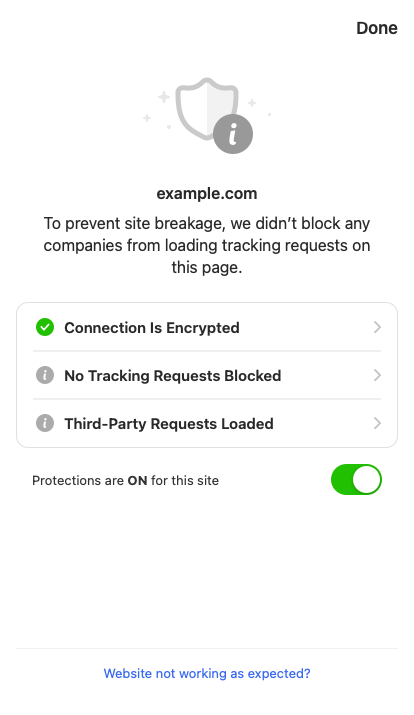 Done
example.com
To prevent site breakage, we didn’t block any
companies from loading tracking requests on
this page.
Connection Is Encrypted
No Tracking Requests Blocked
Third-Party Requests Loaded
Protections are ON for this site
Website not working as expected?